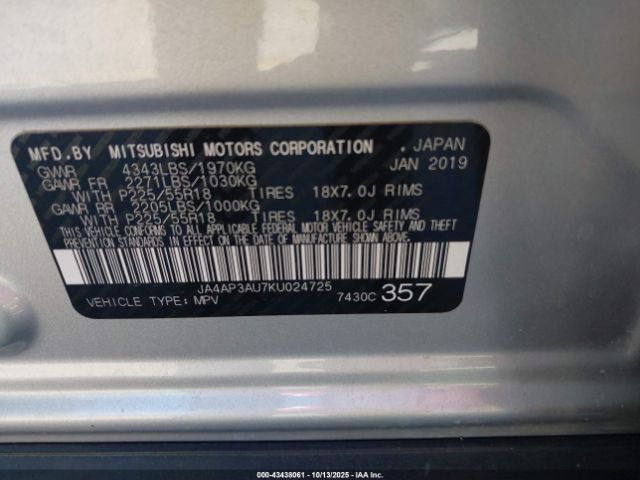 MFD. BY MITSUBISHI MOTORS CORPORATION . JAPAN
GVWR 4343LBS/1970KG JAN 2019
GAWR FR 2271LBS/1030KG
WITH P225/55R18 TIRES 18X7.0J RIMS
GAWR RR 2205LBS/1000KG
WITH P225/55R18 TIRES 18X7.0J RIMS
THIS VEHICLE CONFORMS TO ALL APPLICABLE FEDERAL MOTOR VEHICLE SAFETY AND
THEFT PREVENTION STANDARDS IN EFFECT ON THE DATE OF MANUFACTURE SHOWN ABOVE.
JA4AP3AU7KU024725
VEHICLE TYPE: MPV 7430C 357
000-43438061 | 10/13/2025 | IAA Inc.